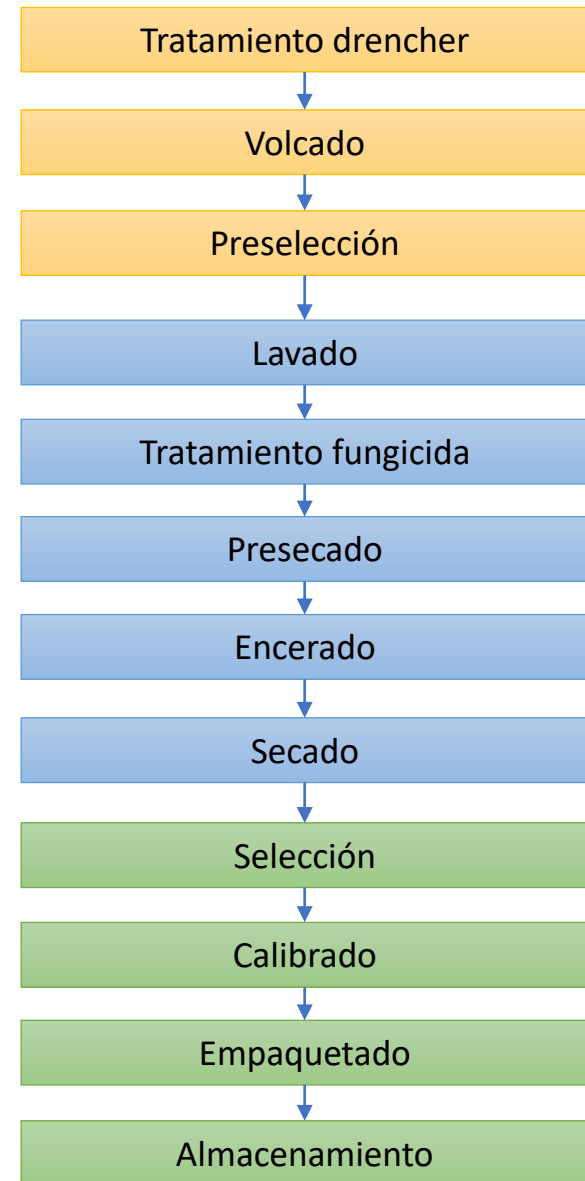 Tratamiento drencher
Volcado
Preselección
Lavado
Tratamiento fungicida
Presecado
Encerado
Secado
Selección
Calibrado
Empaquetado
Almacenamiento